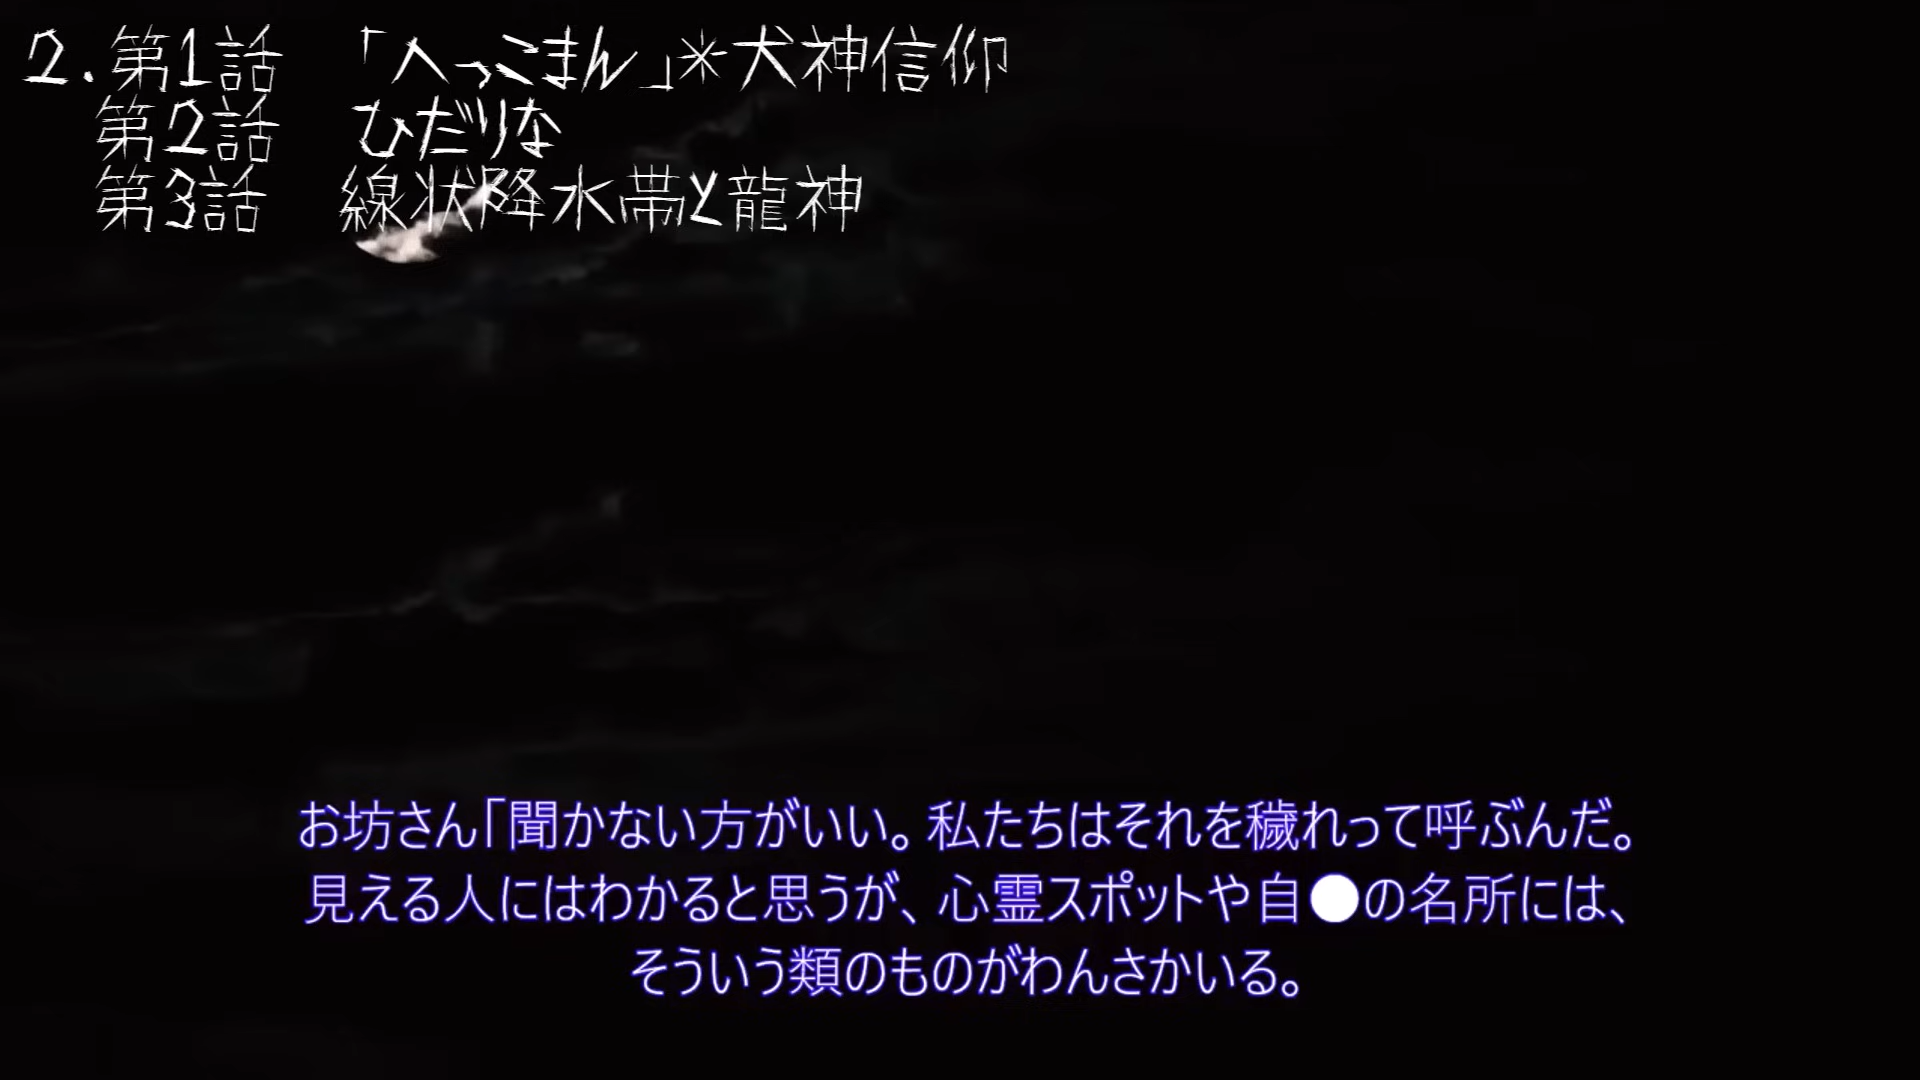 2.第1話 「へっこまん」*犬神信仰
第2話 ひだりな
第3話 線状降水帯と龍神
お坊さん「聞かない方がいい。私たちはそれを穢れって呼ぶんだ。
見える人にはわかると思うが、心霊スポットや自●の名所には、
そういう類のものがわんさかいる。